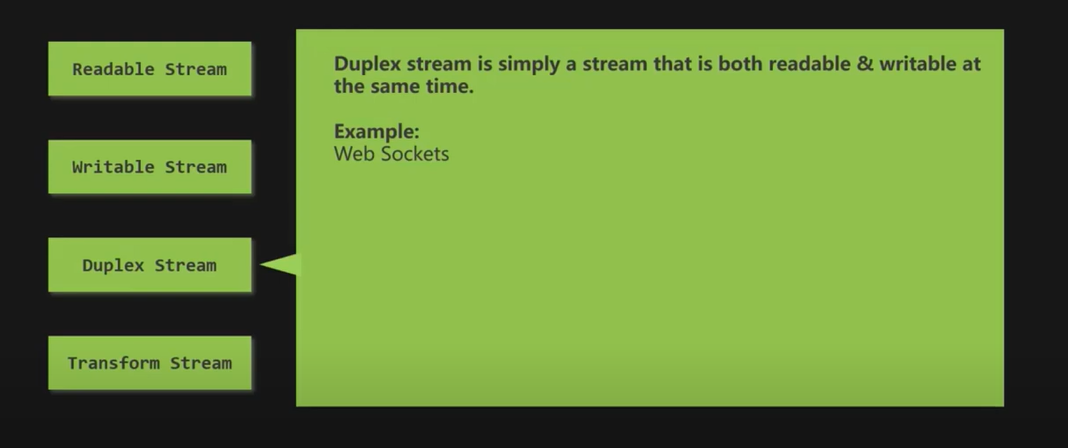 Readable Stream
Writable Stream
Duplex Stream
Transform Stream
Duplex stream is simply a stream that is both readable & writable at
the same time.
Example:
Web Sockets